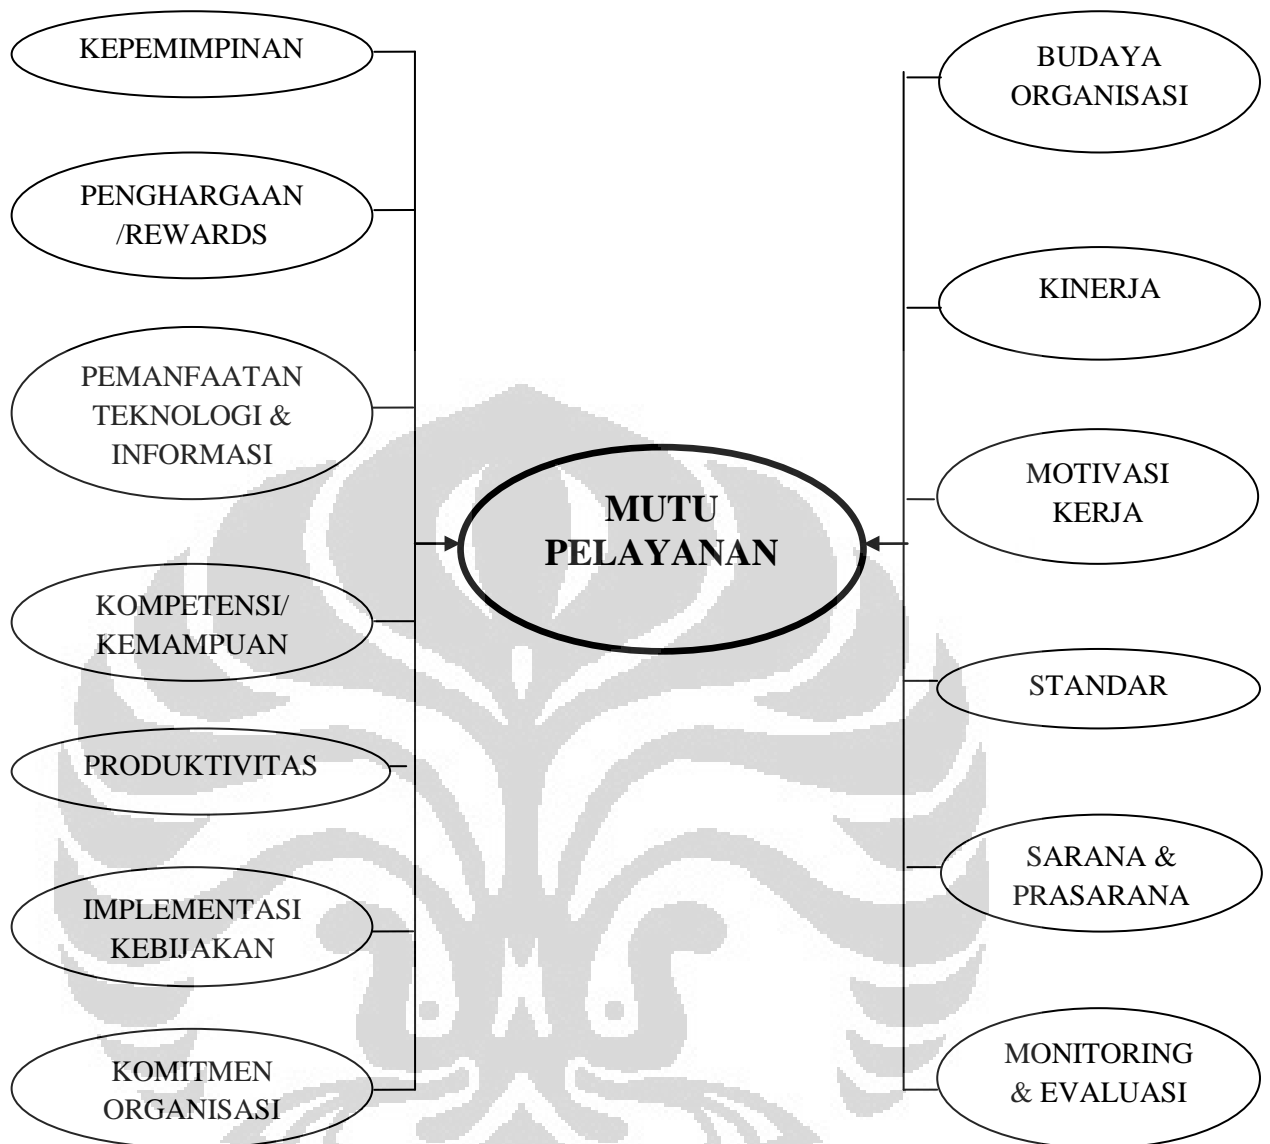 KEPEMIMPINAN
PENGHARGAAN
/REWARDS
PEMANFAATAN
TEKNOLOGI &
INFORMASI
KOMPETENSI/
KEMAMPUAN
PRODUKTIVITAS
IMPLEMENTASI
KEBIJAKAN
KOMITMEN
ORGANISASI
MUTU
PELAYANAN
BUDAYA
ORGANISASI
KINERJA
MOTIVASI
KERJA
STANDAR
SARANA &
PRASARANA
MONITORING
& EVALUASI